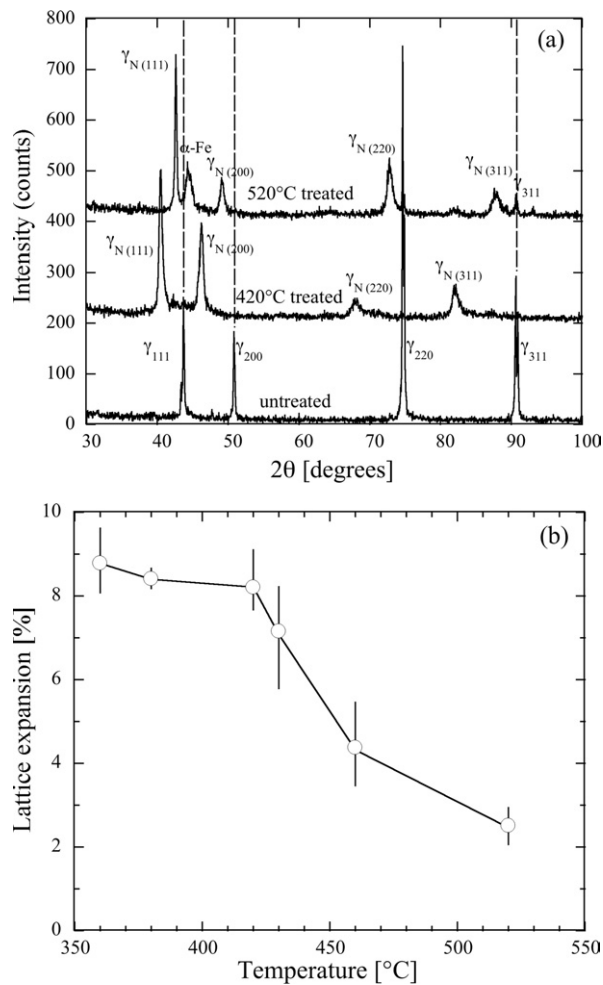 (a)
800
700
600
500
400
300
200
100
0
Intensity (counts)
γN (111)
α-Fe
γN (200)
γN (220)
γN (311)
γ311
520°C treated
γN (111)
γN (200)
γN (220)
γN (311)
420°C treated
γ111
γ200
γ220
γ311
untreated
30 40 50 60 70 80 90 100
2θ [degrees]
(b)
10
8
6
4
2
0
Lattice expansion [%]
350 400 450 500 550
Temperature [°C]